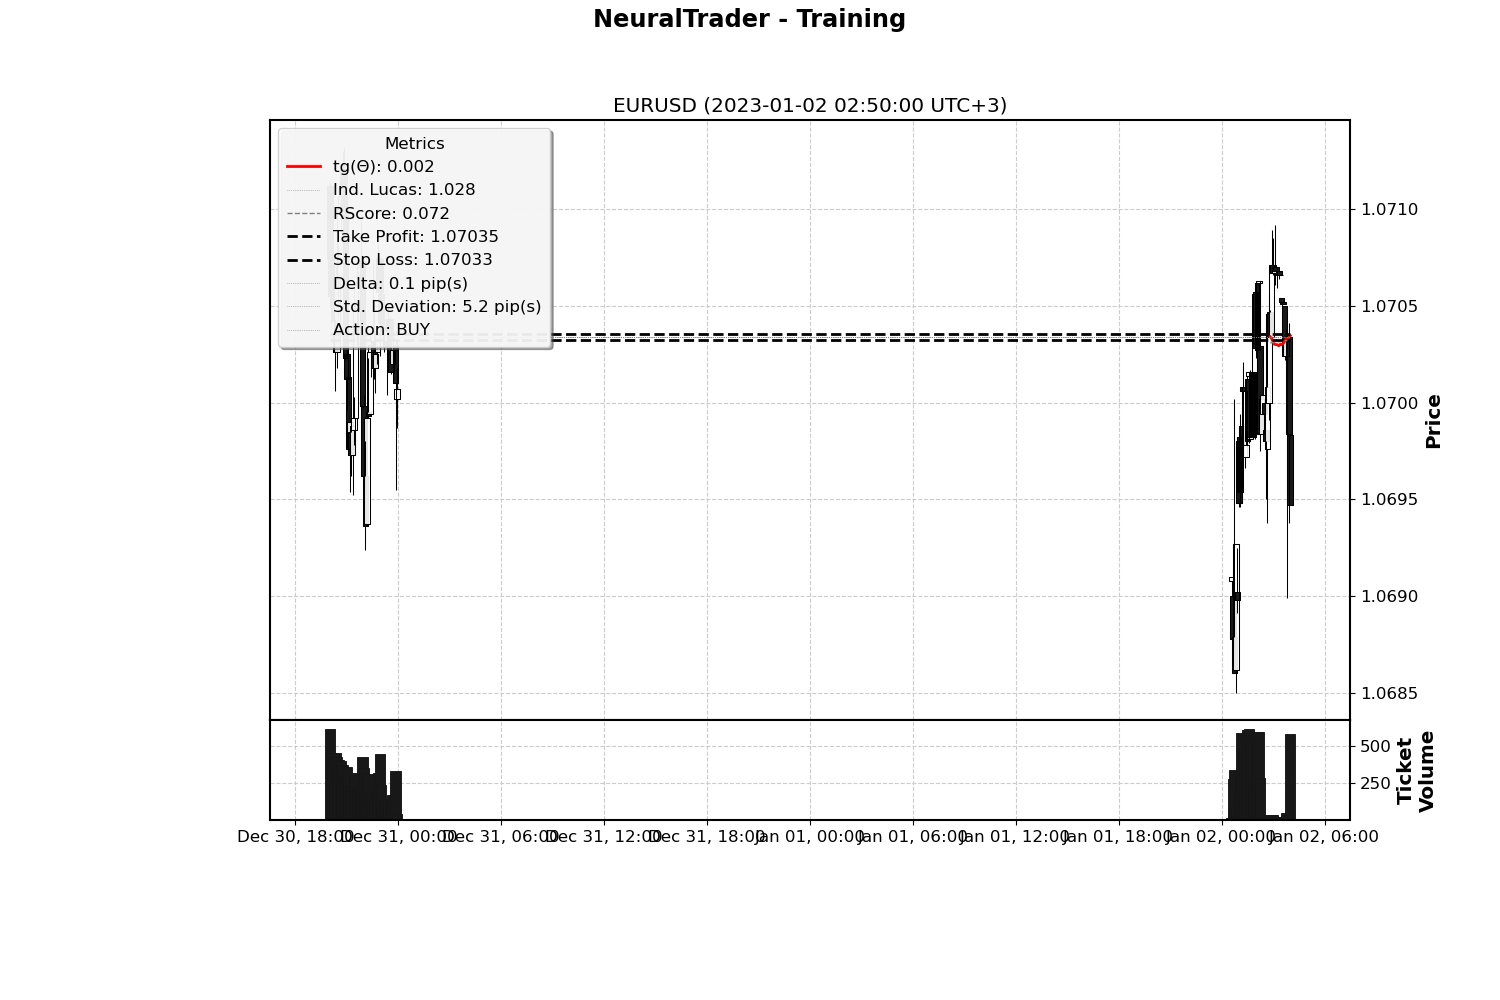 NeuralTrader - Training
EURUSD (2023-01-02 02:50:00 UTC+3)
Metrics
tg(Θ): 0.002
Ind. Lucas: 1.028
RScore: 0.072
Take Profit: 1.07035
Stop Loss: 1.07033
Delta: 0.1 pip(s)
Std. Deviation: 5.2 pip(s)
Action: BUY
1.0710
1.0705
1.0700
1.0695
1.0690
1.0685
Price
500
250
Ticket
Volume
Dec 30, 18:00 Dec 31, 00:00 Dec 31, 06:00 Dec 31, 12:00 Dec 31, 18:00 Jan 01, 00:00 Jan 01, 06:00 Jan 01, 12:00 Jan 01, 18:00 Jan 02, 00:00 Jan 02, 06:00